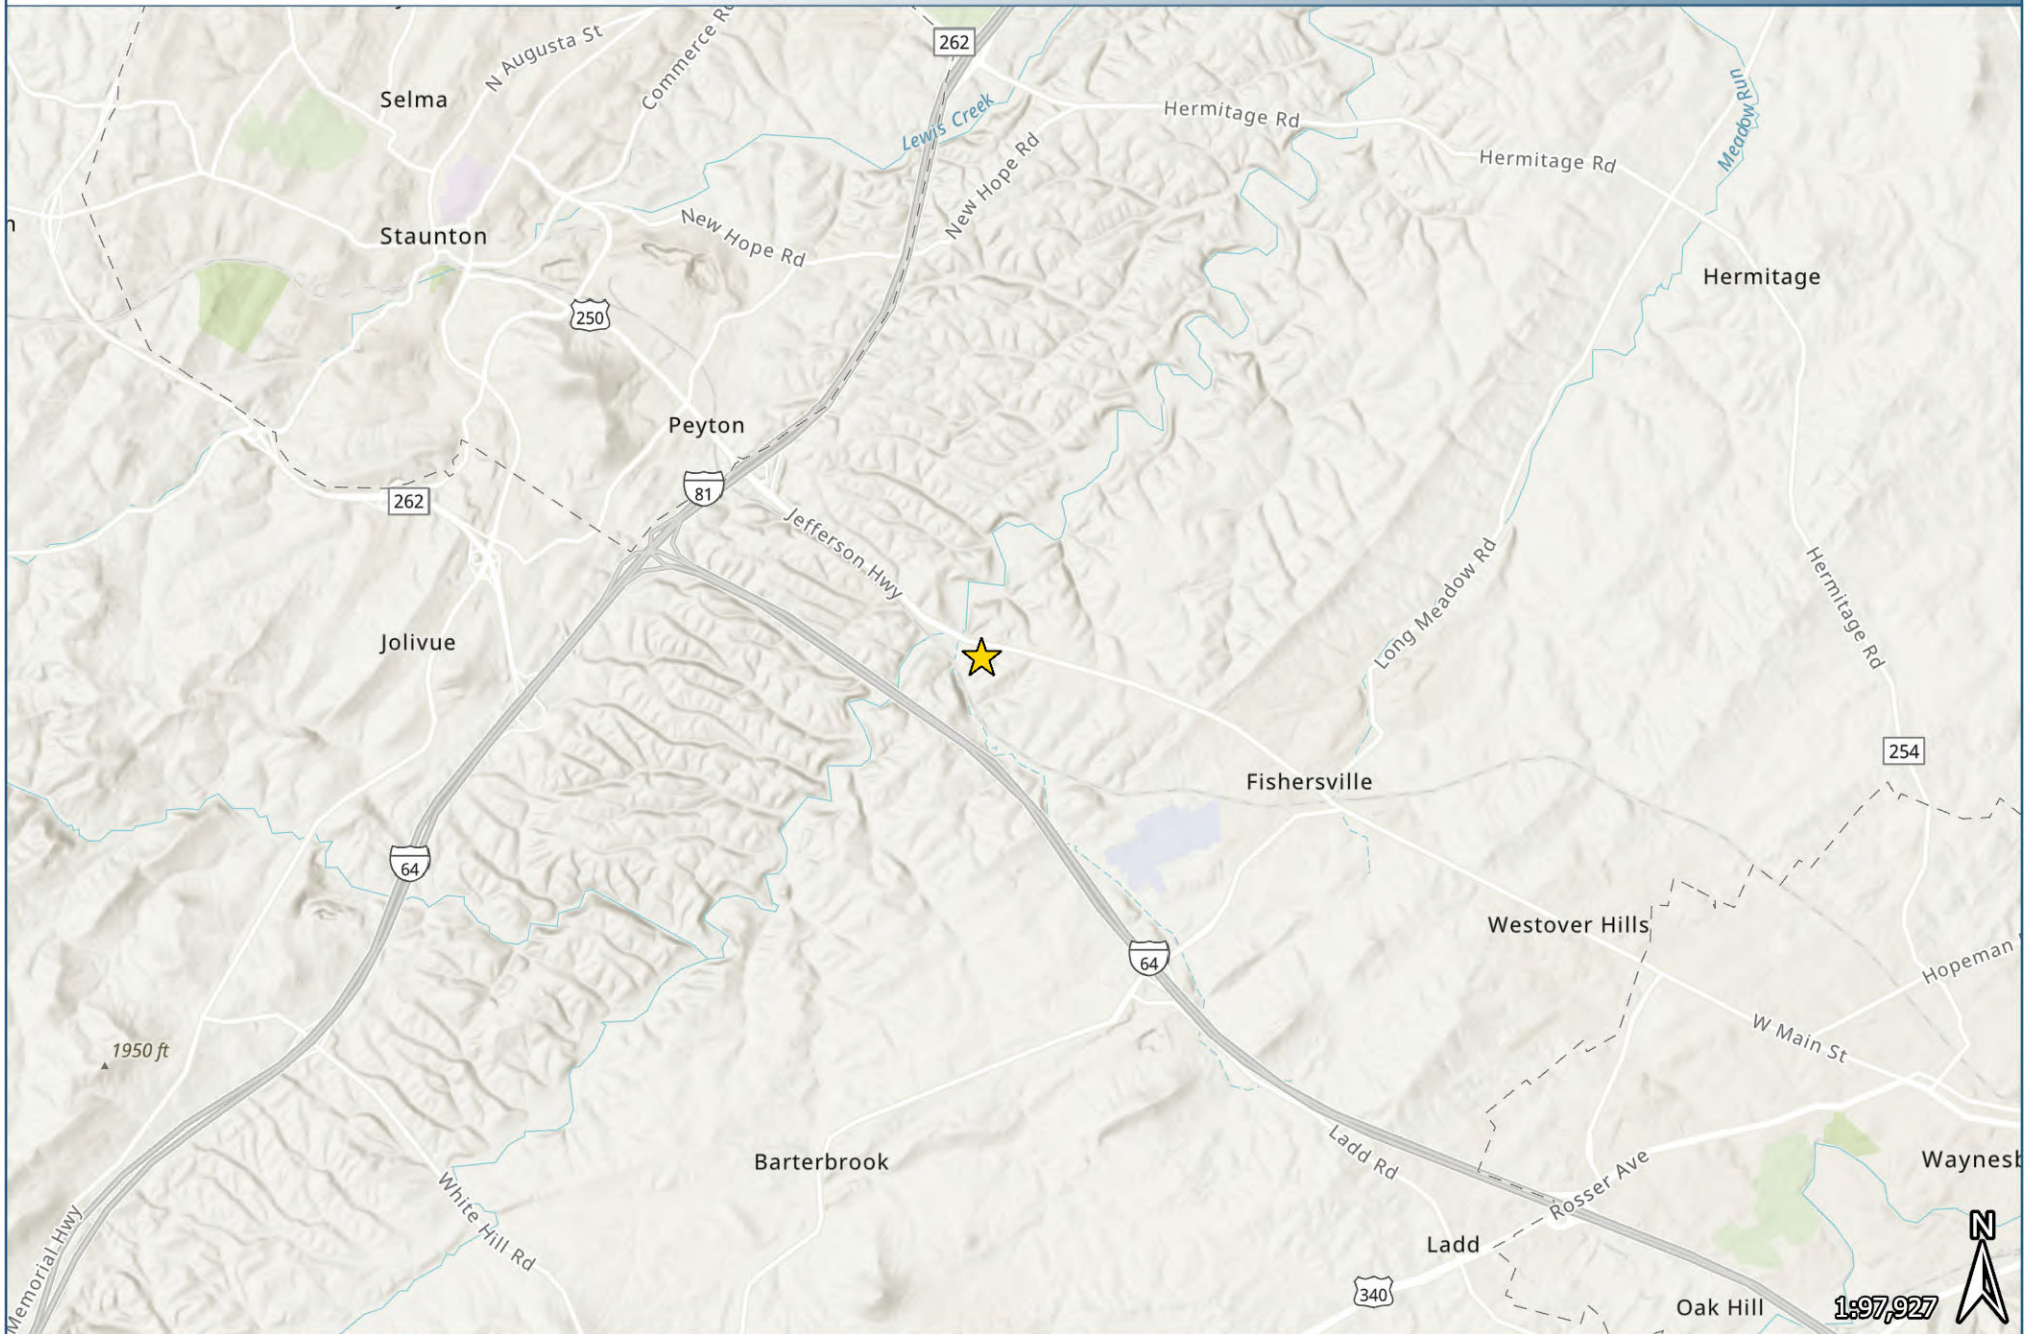 262
N Augusta St
Commerce Rd
Selma
Lewis Creek
Hermitage Rd
Meadow Run
New Hope Rd
Hermitage Rd
Staunton
New Hope Rd
Hermitage
250
Peyton
81
262
Jefferson Hwy
Long Meadow Rd
Hermitage Rd
Jolivue
254
Fishersville
64
Westover Hills
64
Hopeman
W Main St
1950 ft
Barterbrook
Ladd Rd
Waynesb
White Hill Rd
Rosser Ave
Memorial Hwy
Ladd
N
340
Oak Hill
1:97,927